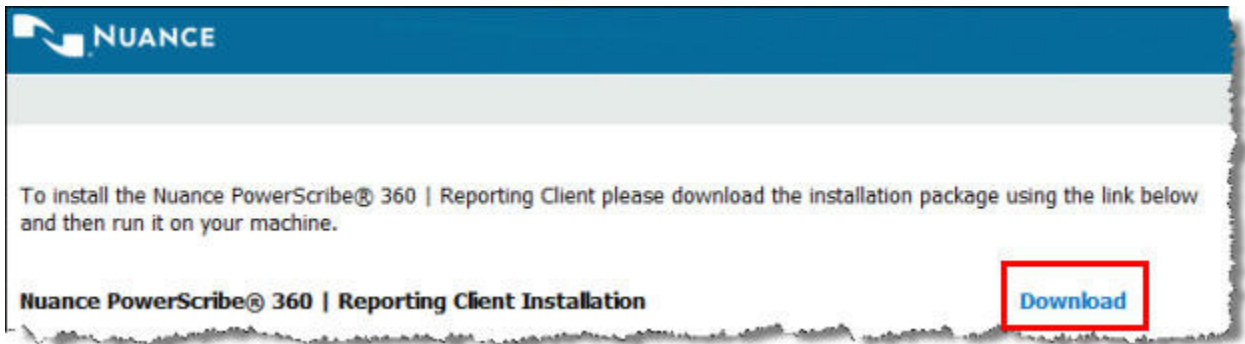 NUANCE
To install the Nuance PowerScribe® 360 | Reporting Client please download the installation package using the link below
and then run it on your machine.
Nuance PowerScribe® 360 | Reporting Client Installation Download